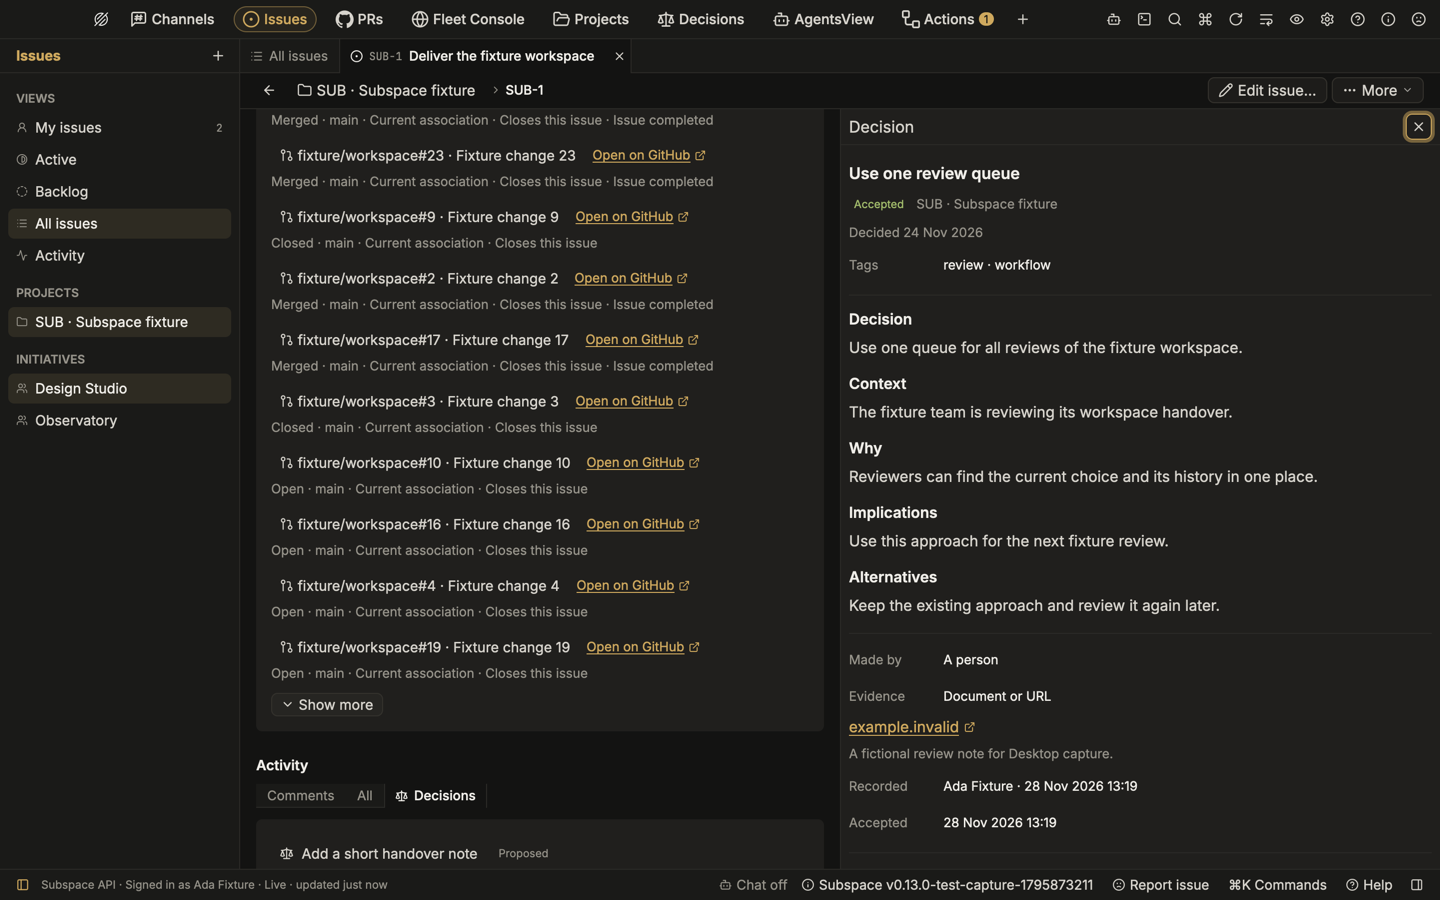 Channels
Issues
PRs
Fleet Console
Projects
Decisions
AgentsView
Actions 1
Issues
All issues
SUB-1 Deliver the fixture workspace
SUB · Subspace fixture
SUB-1
Edit issue...
More
VIEWS
My issues 2
Active
Backlog
All issues
Activity
PROJECTS
SUB · Subspace fixture
INITIATIVES
Design Studio
Observatory
Merged · main · Current association · Closes this issue · Issue completed
fixture/workspace#23 · Fixture change 23 Open on GitHub
Merged · main · Current association · Closes this issue · Issue completed
fixture/workspace#9 · Fixture change 9 Open on GitHub
Closed · main · Current association · Closes this issue
fixture/workspace#2 · Fixture change 2 Open on GitHub
Merged · main · Current association · Closes this issue · Issue completed
fixture/workspace#17 · Fixture change 17 Open on GitHub
Merged · main · Current association · Closes this issue · Issue completed
fixture/workspace#3 · Fixture change 3 Open on GitHub
Closed · main · Current association · Closes this issue
fixture/workspace#10 · Fixture change 10 Open on GitHub
Open · main · Current association · Closes this issue
fixture/workspace#16 · Fixture change 16 Open on GitHub
Open · main · Current association · Closes this issue
fixture/workspace#4 · Fixture change 4 Open on GitHub
Open · main · Current association · Closes this issue
fixture/workspace#19 · Fixture change 19 Open on GitHub
Open · main · Current association · Closes this issue
Show more
Activity
Comments
All
Decisions
Add a short handover note Proposed
Decision
Use one review queue
Accepted SUB · Subspace fixture
Decided 24 Nov 2026
Tags review · workflow
Decision
Use one queue for all reviews of the fixture workspace.
Context
The fixture team is reviewing its workspace handover.
Why
Reviewers can find the current choice and its history in one place.
Implications
Use this approach for the next fixture review.
Alternatives
Keep the existing approach and review it again later.
Made by A person
Evidence Document or URL
example.invalid
A fictional review note for Desktop capture.
Recorded Ada Fixture · 28 Nov 2026 13:19
Accepted 28 Nov 2026 13:19
Subspace API · Signed in as Ada Fixture · Live · updated just now
Chat off
Subspace v0.13.0-test-capture-1795873211
Report issue
⌘K Commands
Help